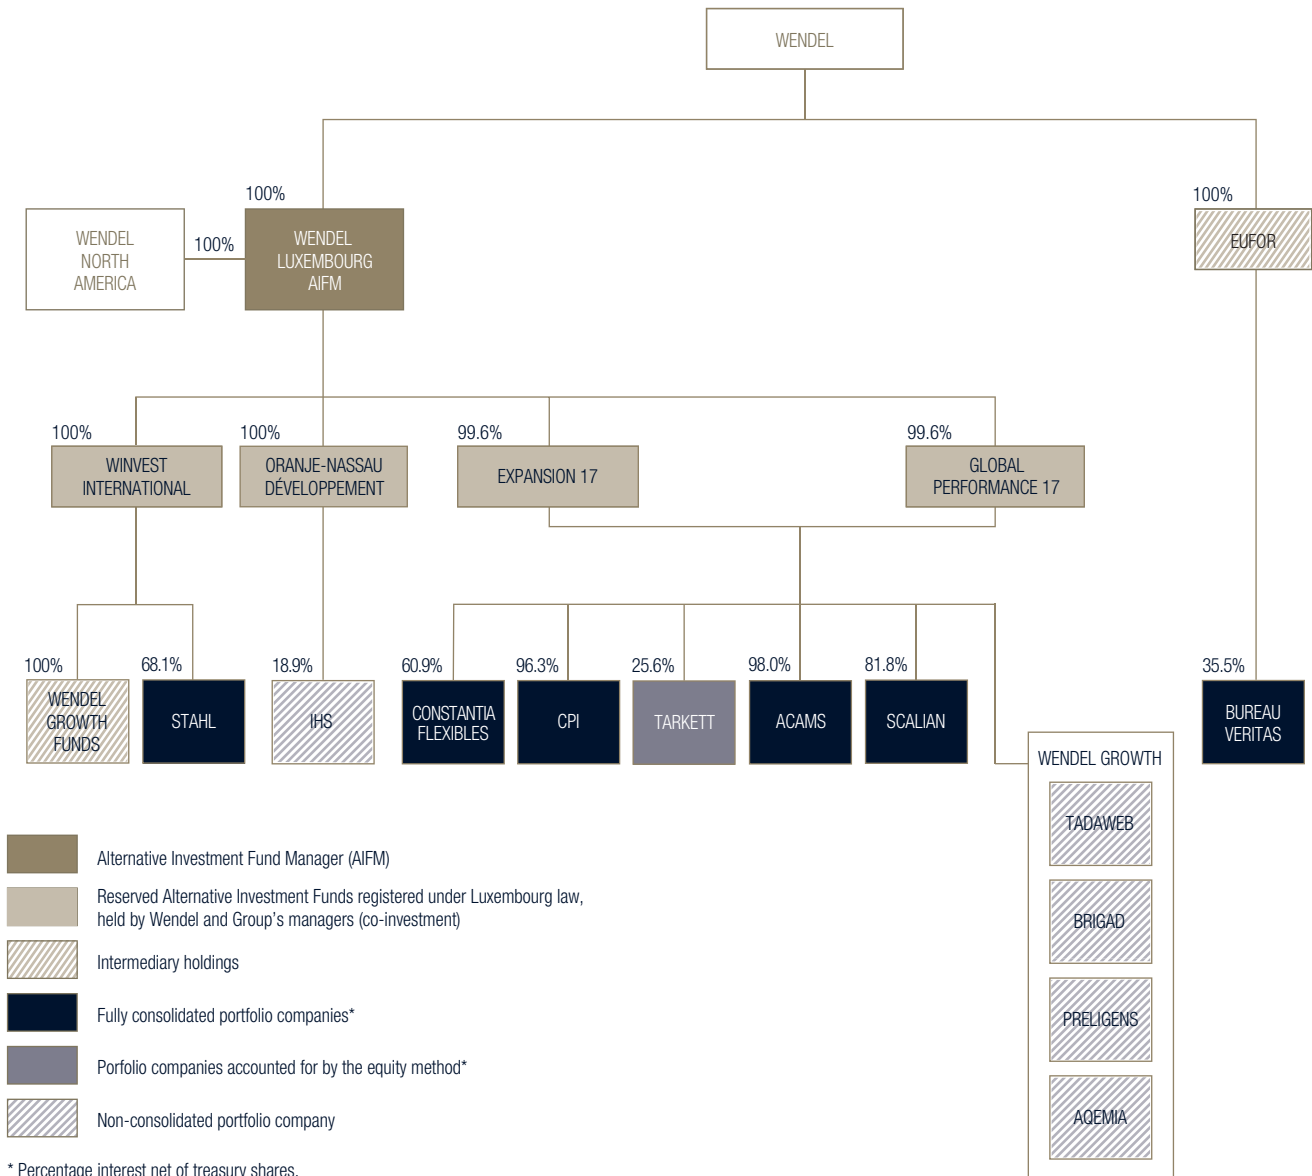 WENDEL
100%
WENDEL
NORTH
AMERICA
100%
WENDEL
LUXEMBOURG
AIFM
100%
EUFOR
100%
WINVEST
INTERNATIONAL
100%
ORANJE-NASSAU
DÉVELOPPEMENT
99.6%
EXPANSION 17
99.6%
GLOBAL
PERFORMANCE 17
100%
WENDEL
GROWTH
FUNDS
68.1%
STAHL
18.9%
IHS
60.9%
CONSTANTIA
FLEXIBLES
96.3%
CPI
25.6%
TARKETT
98.0%
ACAMS
81.8%
SCALIAN
35.5%
BUREAU
VERITAS
WENDEL GROWTH
TADAWEB
BRIGAD
PRELIGENS
AQEMIA
Alternative Investment Fund Manager (AIFM)
Reserved Alternative Investment Funds registered under Luxembourg law,
held by Wendel and Group's managers (co-investment)
Intermediary holdings
Fully consolidated portfolio companies*
Porfolio companies accounted for by the equity method*
Non-consolidated portfolio company
* Percentage interest net of treasury shares.